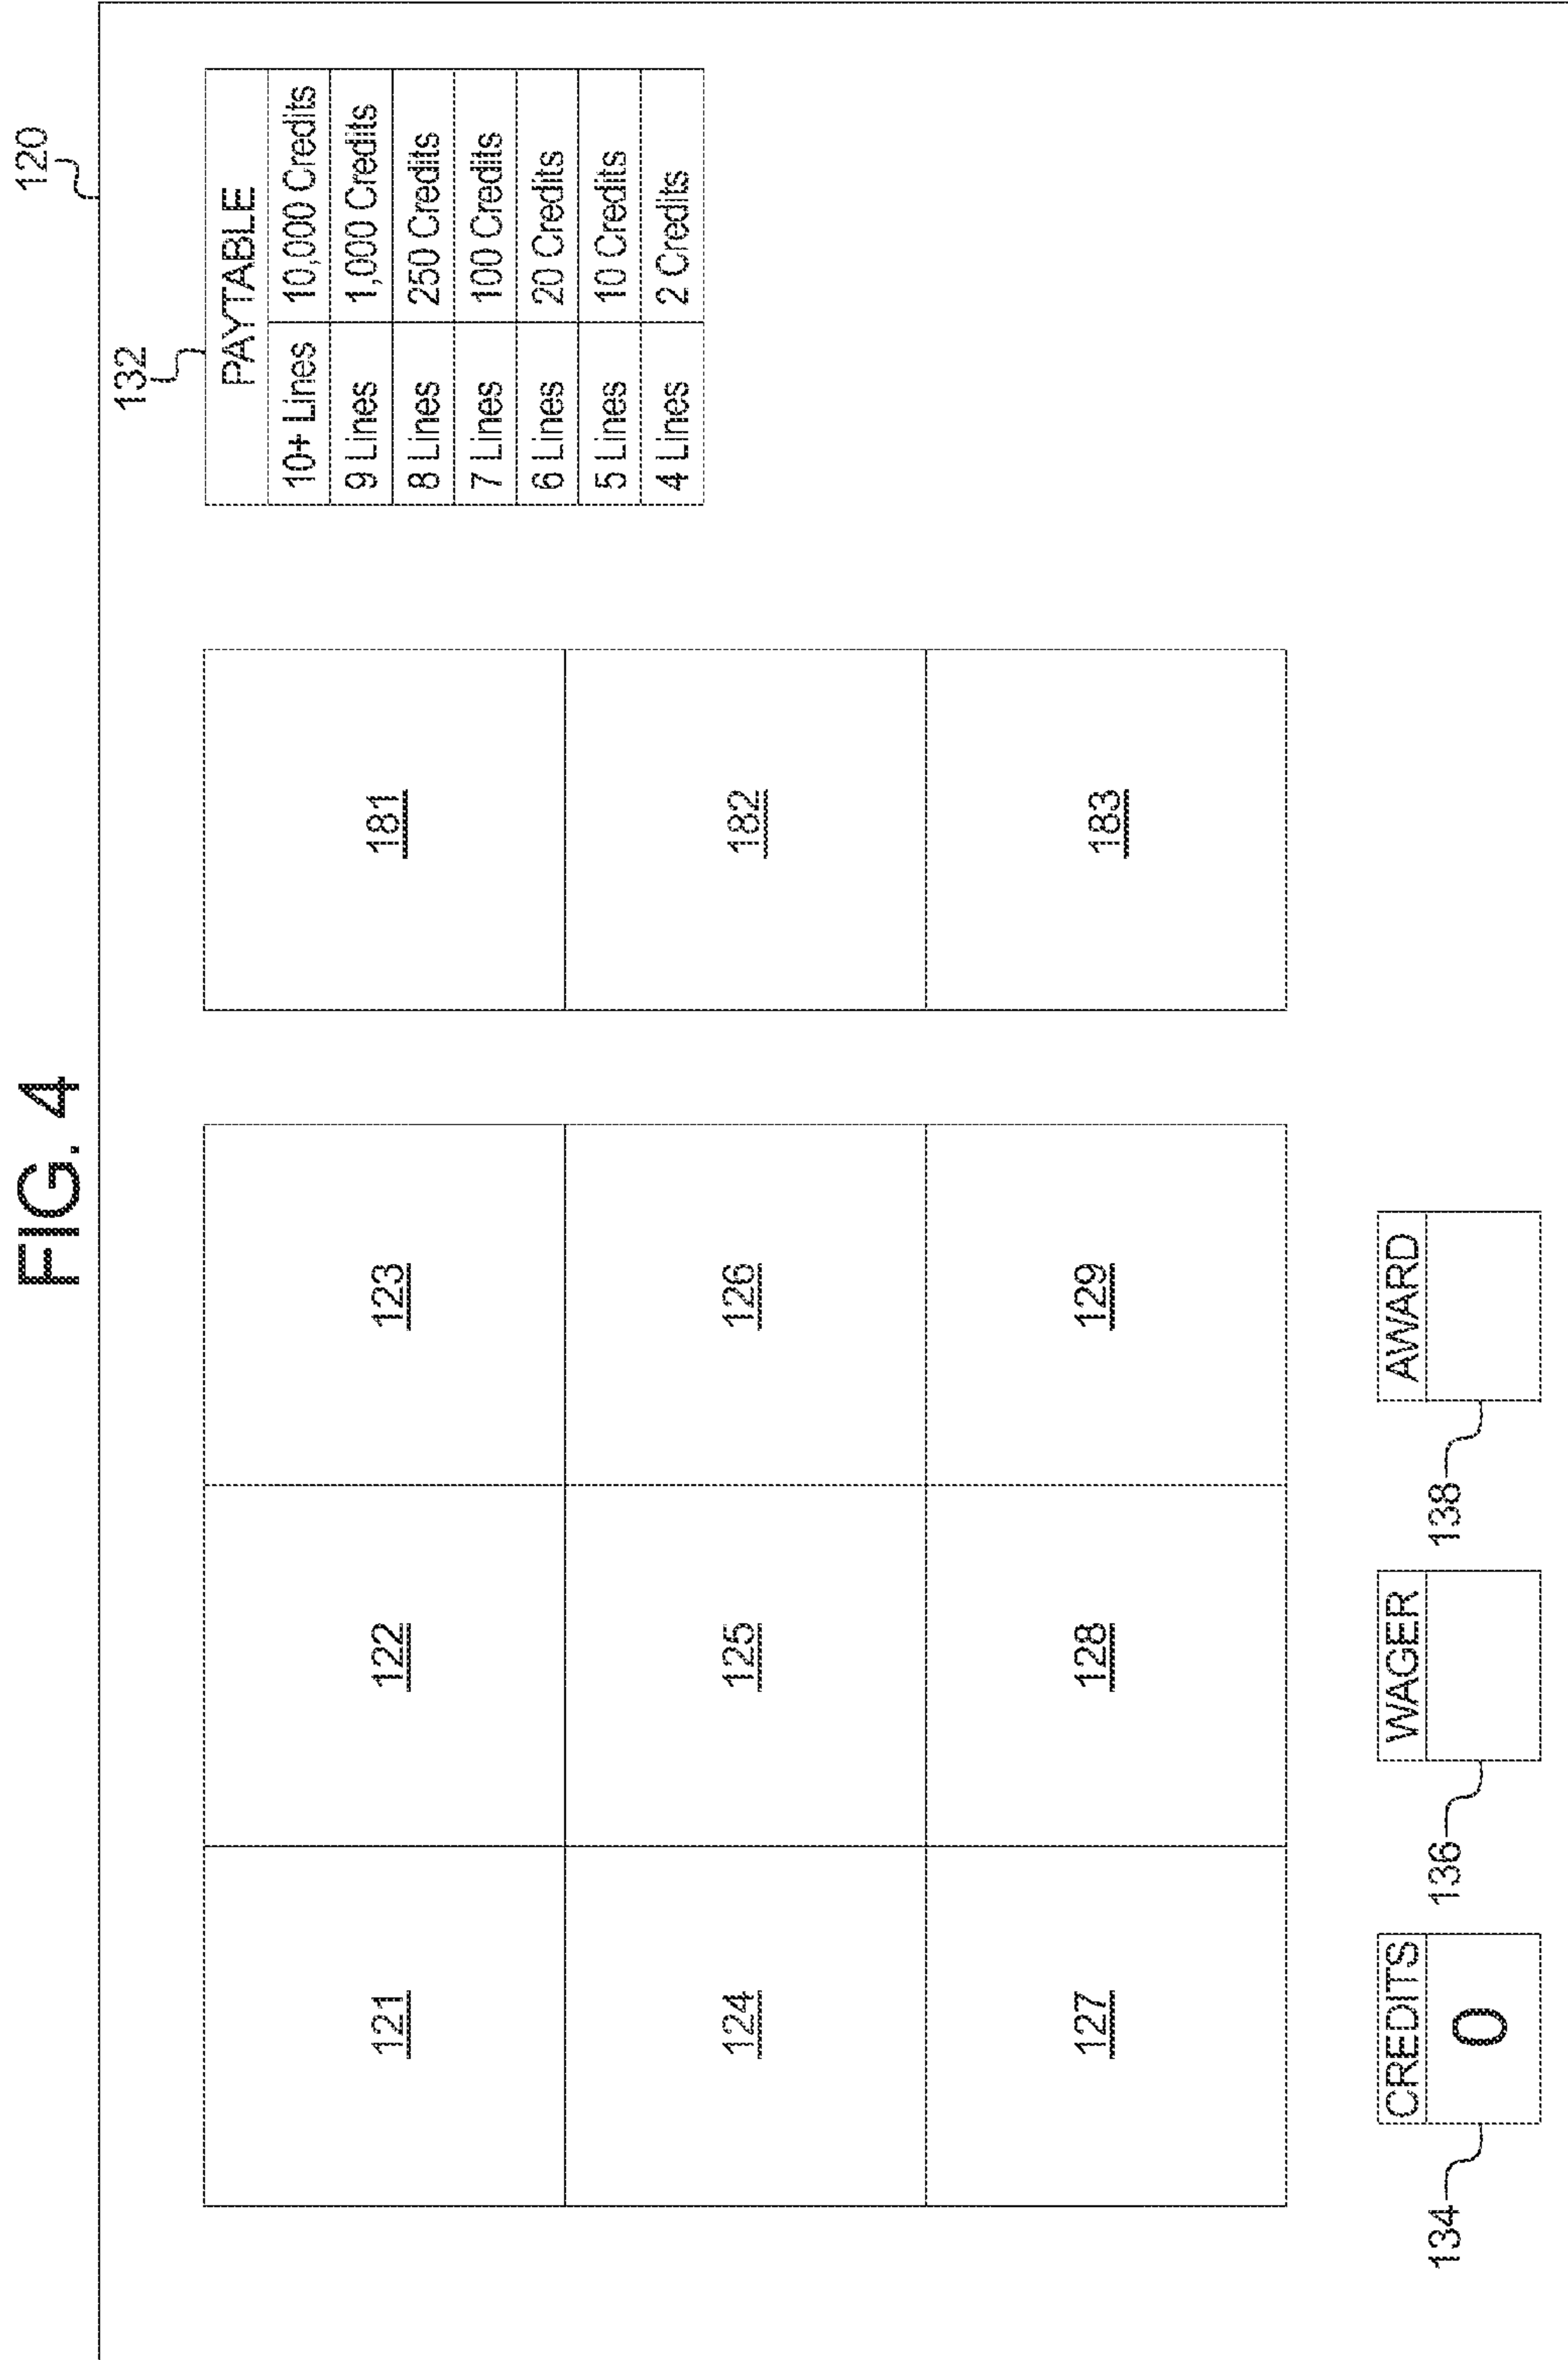 FIG. 4
120
132
PAYTABLE
10+ Lines 10,000 Credits
9 Lines 1,000 Credits
8 Lines 250 Credits
7 Lines 100 Credits
6 Lines 20 Credits
5 Lines 10 Credits
4 Lines 2 Credits
121 122 123 181
124 125 126 182
127 128 129 183
CREDITS
0
134
WAGER
136
AWARD
138